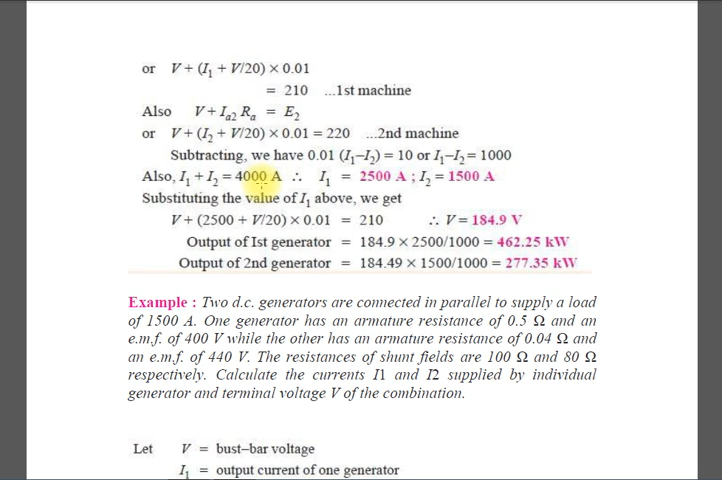 or V + (I1 + V/20) × 0.01
= 210 ...1st machine
Also V + Ia2 Ra = E2
or V + (I2 + V/20) × 0.01 = 220 ...2nd machine
Subtracting, we have 0.01 (I1–I2) = 10 or I1–I2 = 1000
Also, I1 + I2 = 4000 A ∴ I1 = 2500 A ; I2 = 1500 A
Substituting the value of I1 above, we get
V + (2500 + V/20) × 0.01 = 210 ∴ V = 184.9 V
Output of Ist generator = 184.9 × 2500/1000 = 462.25 kW
Output of 2nd generator = 184.49 × 1500/1000 = 277.35 kW
Example : Two d.c. generators are connected in parallel to supply a load
of 1500 A. One generator has an armature resistance of 0.5 Ω and an
e.m.f. of 400 V while the other has an armature resistance of 0.04 Ω and
an e.m.f. of 440 V. The resistances of shunt fields are 100 Ω and 80 Ω
respectively. Calculate the currents I1 and I2 supplied by individual
generator and terminal voltage V of the combination.
Let V = bust–bar voltage
I1 = output current of one generator